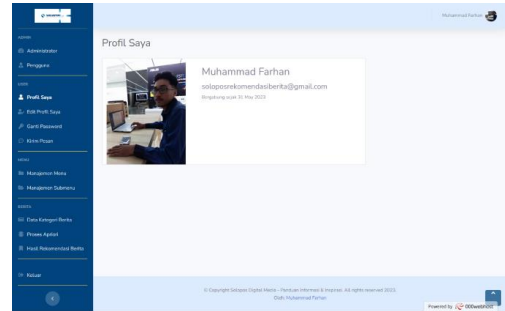 Muhammad Farhan
ADMIN
Administrator
Pengguna
USER
Profil Saya
Edit Profil Saya
Ganti Password
Kirim Pesan
MENU
Manajemen Menu
Manajemen Submenu
BERITA
Data Kategori Berita
Proses Apriori
Hasil Rekomendasi Berita
Keluar
Profil Saya
Muhammad Farhan
soloposrekomendasiberita@gmail.com
Bergabung sejak 31 May 2023
© Copyright Solopos Digital Media - Panduan Informasi & Inspirasi. All rights reserved 2023.
Oleh: Muhammad Farhan
Powered by 000webhost